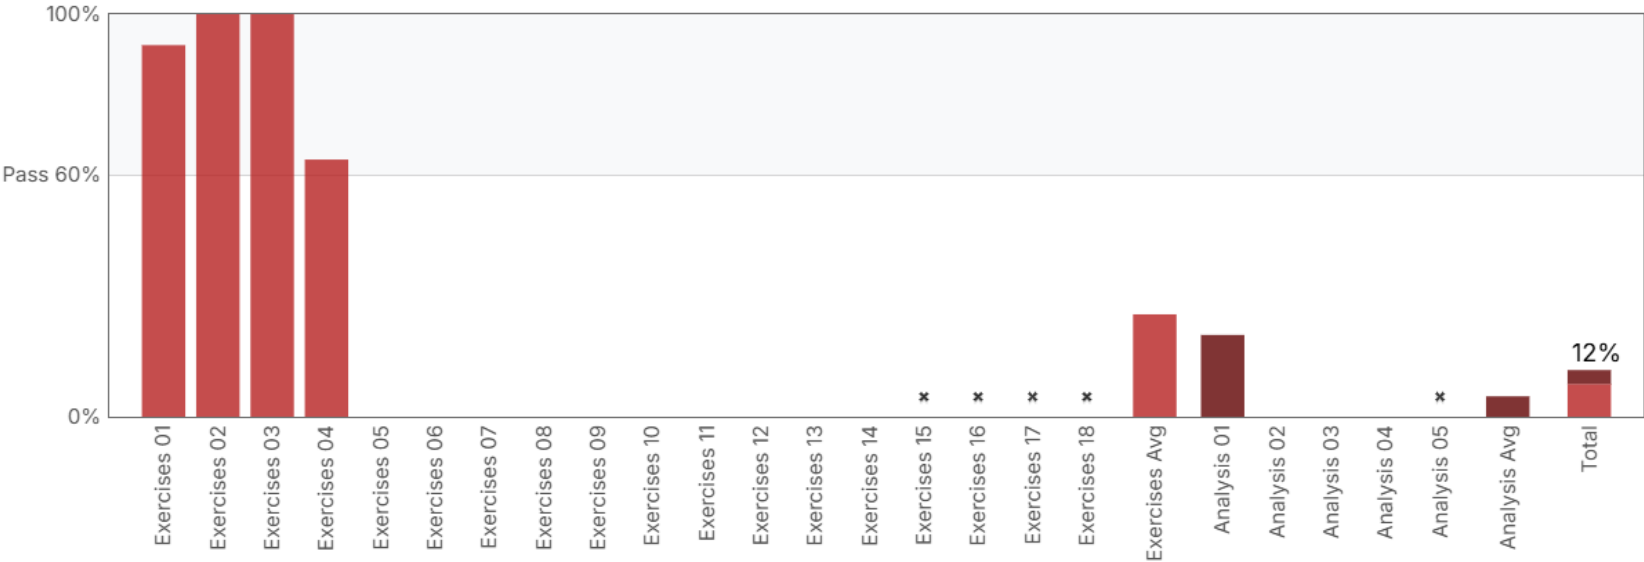 100%
Pass 60%
0%
12%
Exercises 01
Exercises 02
Exercises 03
Exercises 04
Exercises 05
Exercises 06
Exercises 07
Exercises 08
Exercises 09
Exercises 10
Exercises 11
Exercises 12
Exercises 13
Exercises 14
Exercises 15
Exercises 16
Exercises 17
Exercises 18
Exercises Avg
Analysis 01
Analysis 02
Analysis 03
Analysis 04
Analysis 05
Analysis Avg
Total